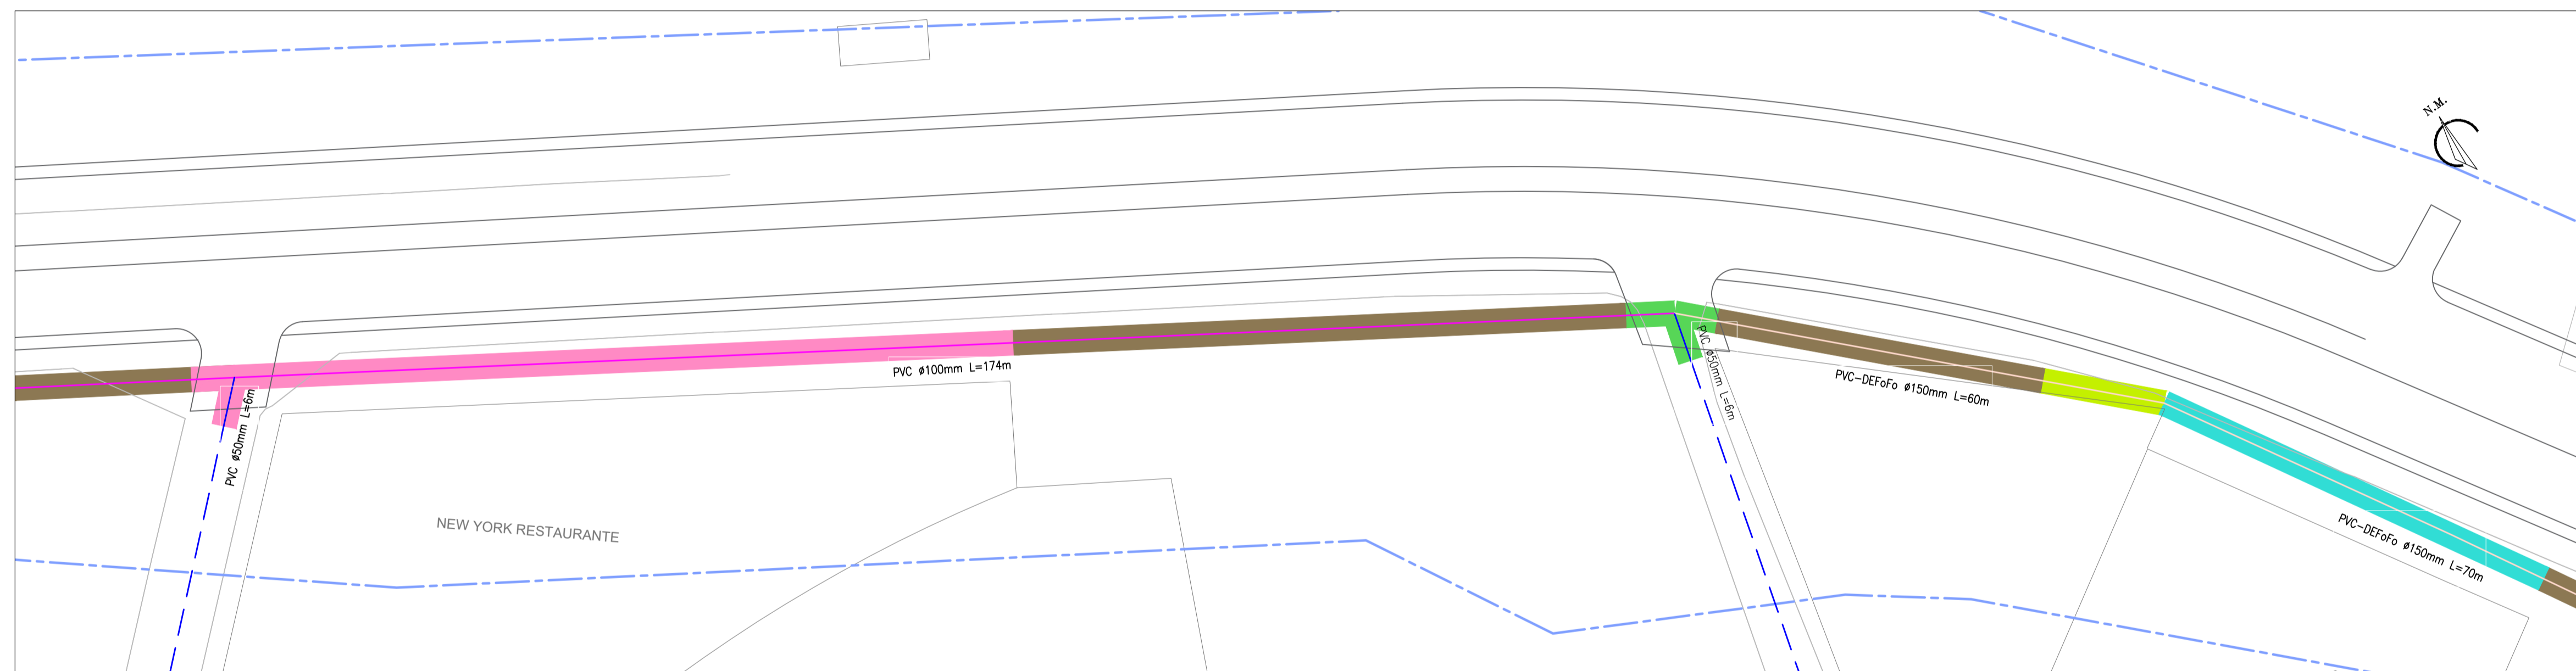 N.M.
PVC ø50mm L=6m
PVC ø100mm L=174m
PVC ø50mm L=6m
PVC-DEFoFo ø150mm L=60m
PVC-DEFoFo ø150mm L=70m
NEW YORK RESTAURANTE